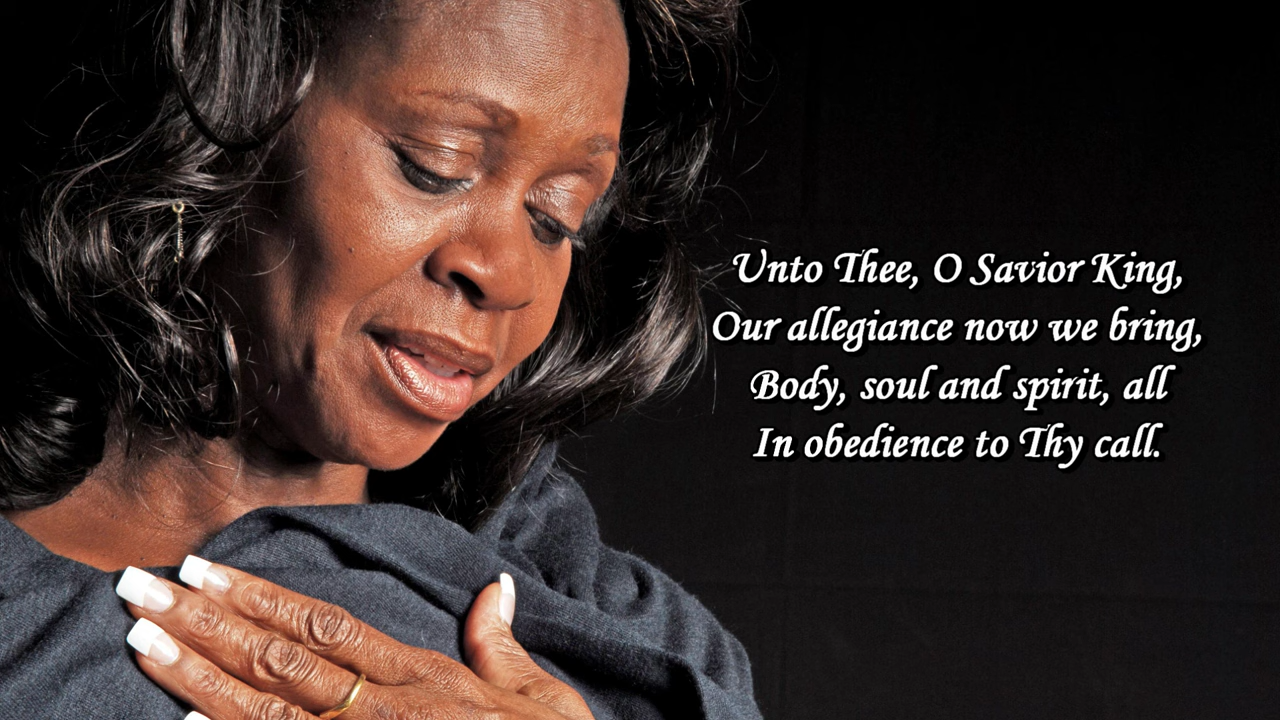 Unto Thee, O Savior King,
Our allegiance now we bring,
Body, soul and spirit, all
In obedience to Thy call.